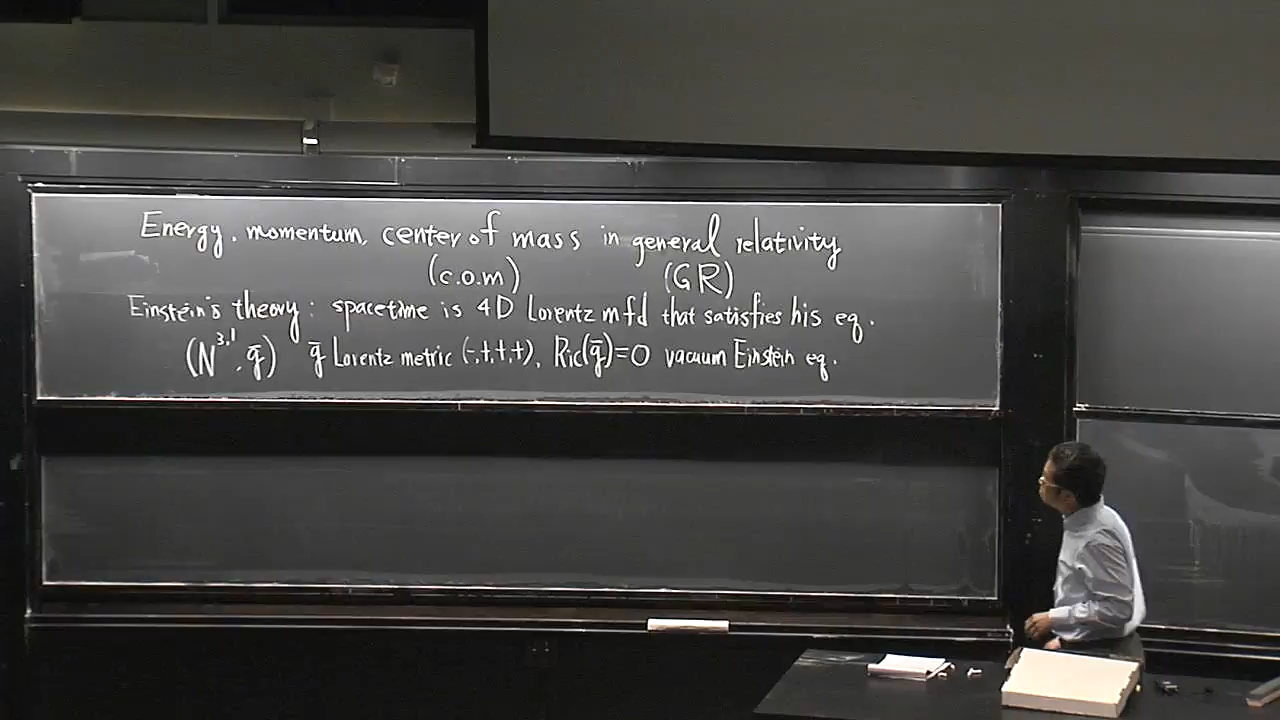 Energy, momentum, center of mass in general relativity
(c.o.m) (GR)
Einstein's theory : spacetime is 4D Lorentz mfd that satisfies his eq.
(N³˒¹, g̅) g̅ Lorentz metric (-,+,+,+), Ric(g̅)=0 vacuum Einstein eq.